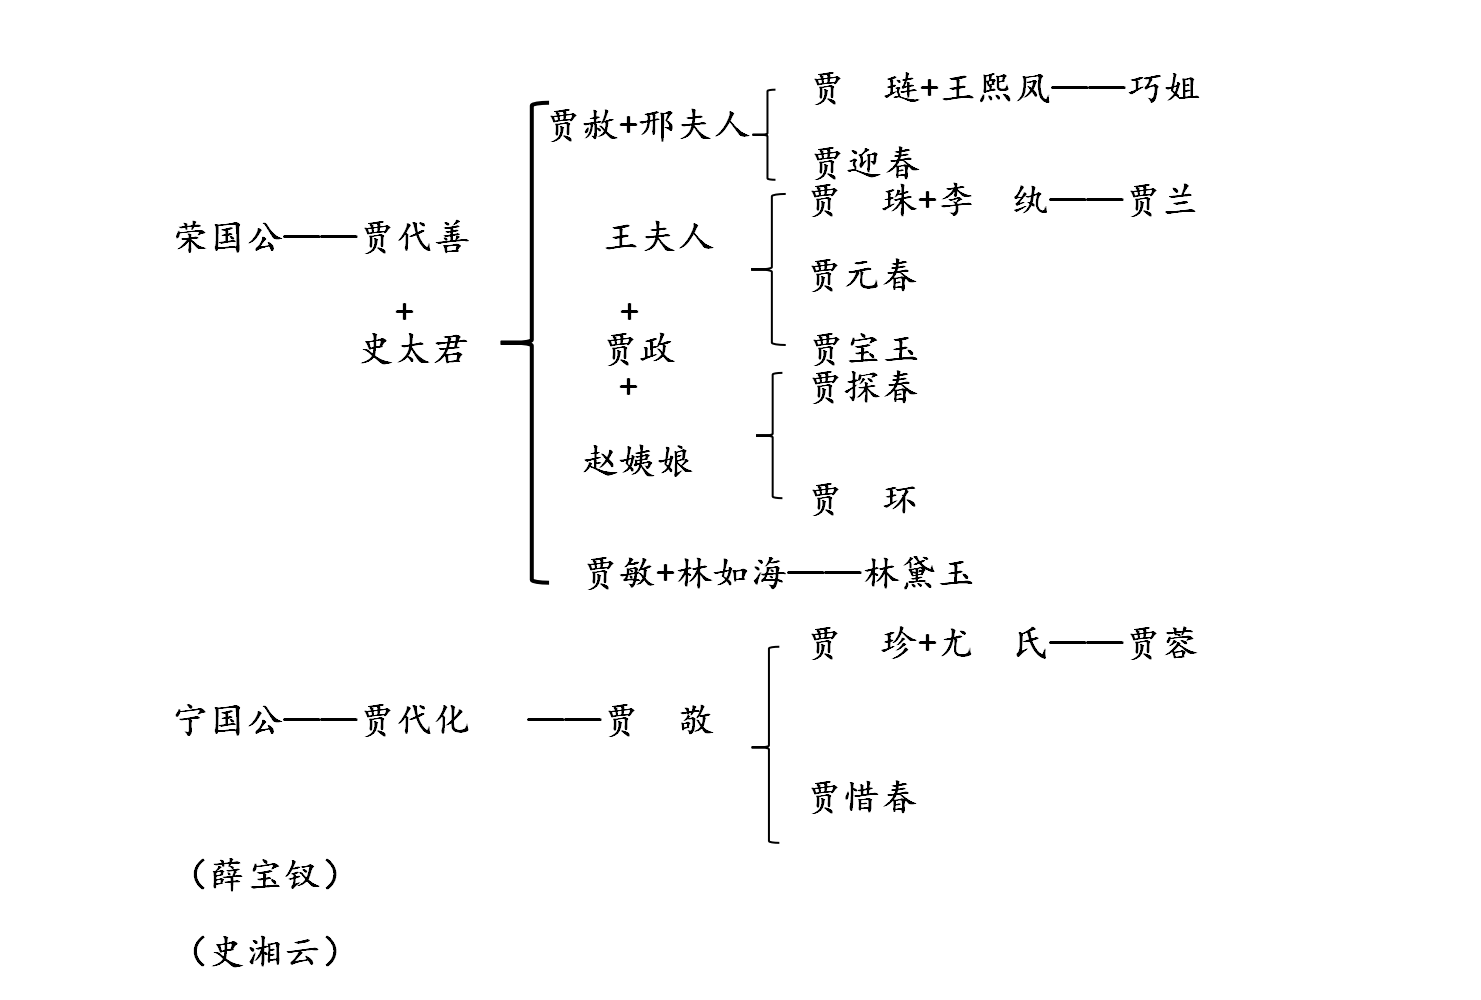 贾　琏+王熙凤——巧姐
贾赦+邢夫人
贾迎春
贾　珠+李　纨——贾兰
荣国公——贾代善
王夫人
贾元春
+
+
史太君
贾政
贾宝玉
+
贾探春
赵姨娘
贾　环
贾敏+林如海——林黛玉
贾　珍+尤　氏——贾蓉
宁国公——贾代化　——贾　敬
贾惜春
（薛宝钗）
（史湘云）